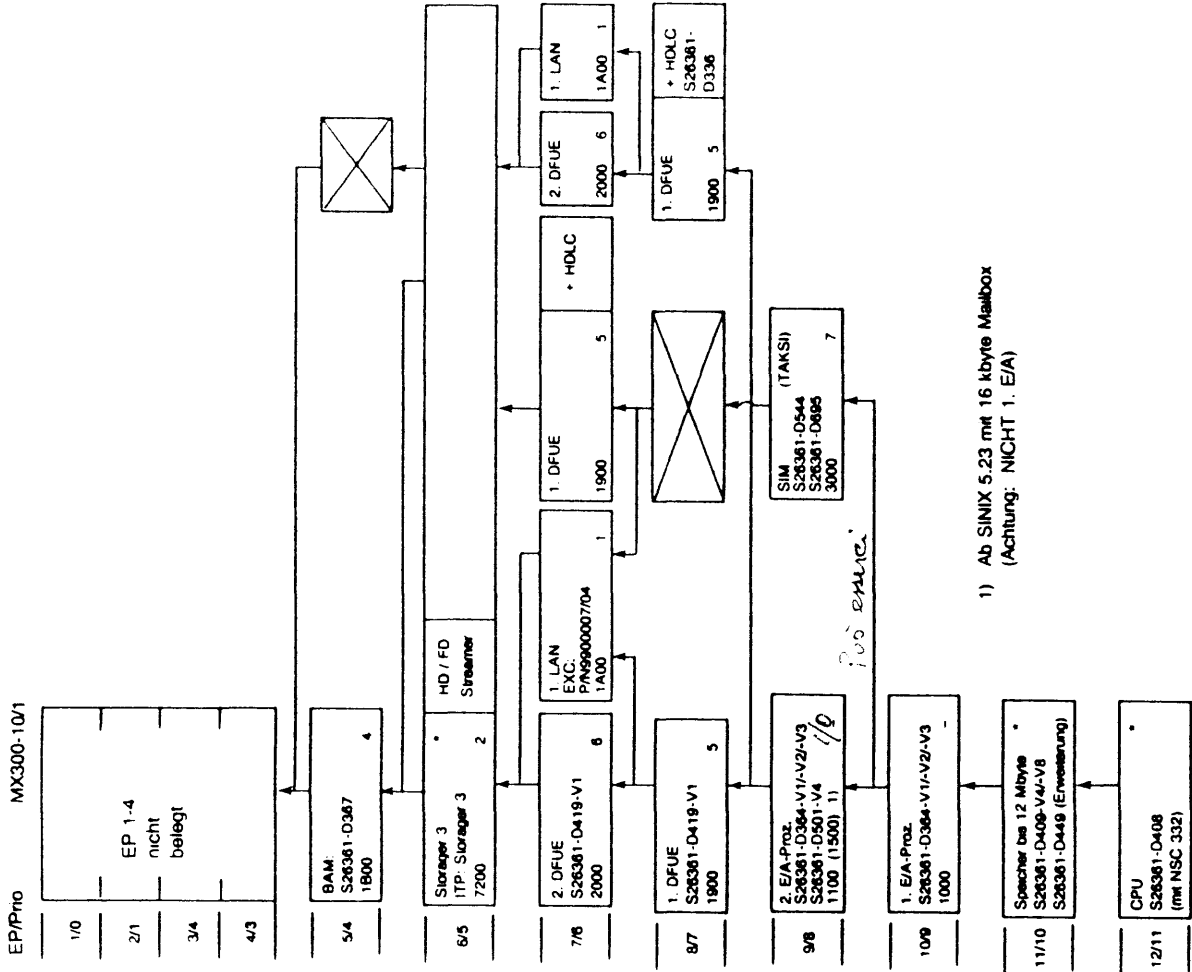 EP/Prio
MX300-10/1
1/0
2/1
3/4
4/3
EP 1-4
nicht
belegt
5/4
BAM:
S26361-D367
1B00 4
6/5
Storager 3 *
ITP: Storager 3
7200 2
HD / FD
Streamer
7/6
2. DFUE
S26361-D419-V1
2000 6
1. LAN
EXC:
P/N9900007/04
1A00 1
1. DFUE
1900 5
+ HDLC
2. DFUE
2000 6
1. LAN
1A00 1
8/7
1. DFUE
S26361-D419-V1
1900 5
1. DFUE
1900 5
+ HDLC
S26361-
D336
9/8
2. E/A-Proz.
S26361-D364-V1/-V2/-V3
S26361-D501-V4
1100 (1500) 1)
I/O
SIM (TAKSI)
S26361-D544
S26361-D695
3000 7
Può esserci
10/9
1. E/A-Proz.
S26361-D364-V1/-V2/-V3
1000 -
11/10
Speicher bis 12 Mbyte *
S26361-D409-V4/-V8
S26361-D449 (Erweiterung)
12/11
CPU *
S26361-D408
(mit NSC 332)
1) Ab SINIX 5.23 mit 16 kbyte Mailbox
(Achtung: NICHT 1. E/A)